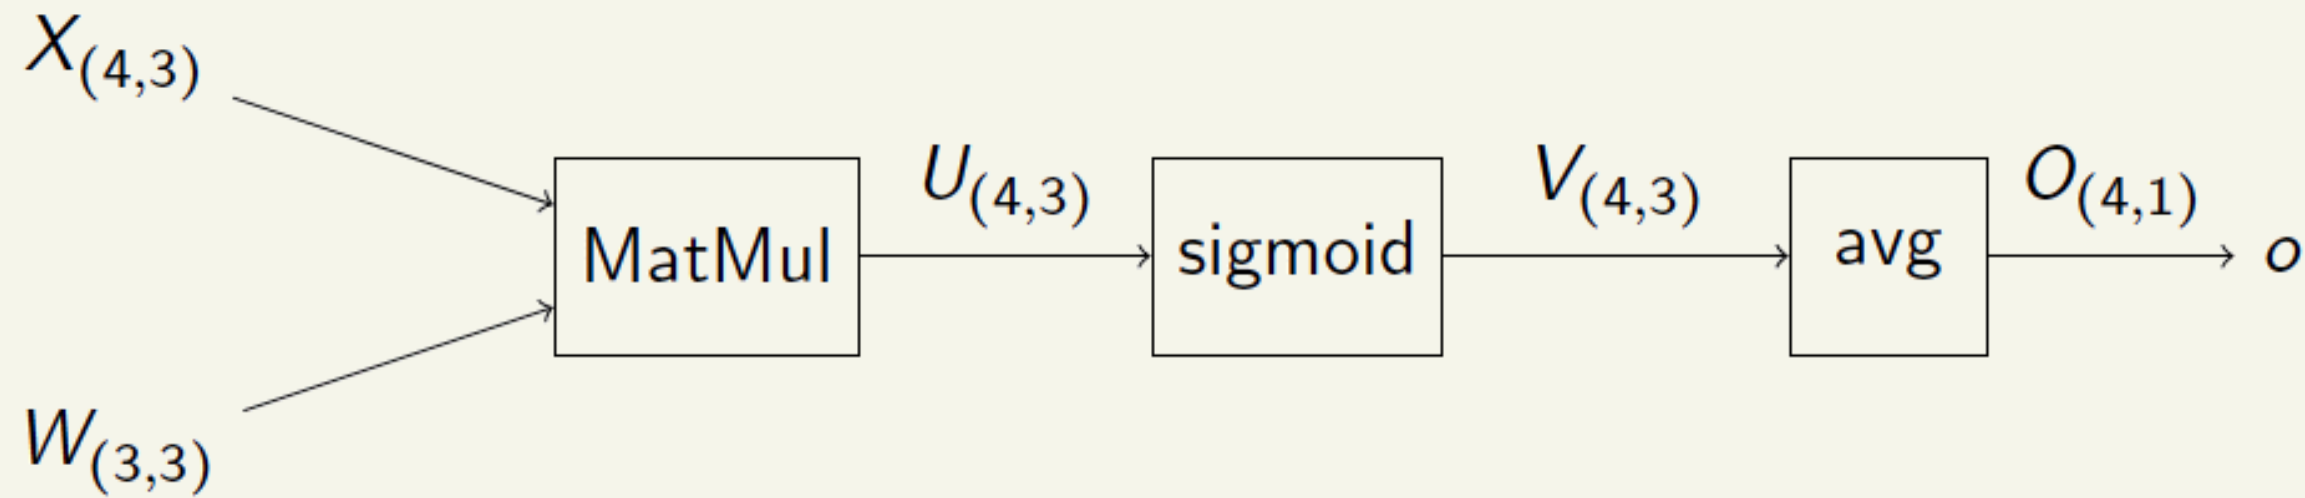 X(4,3)
W(3,3)
MatMul
U(4,3)
sigmoid
V(4,3)
avg
O(4,1)
o